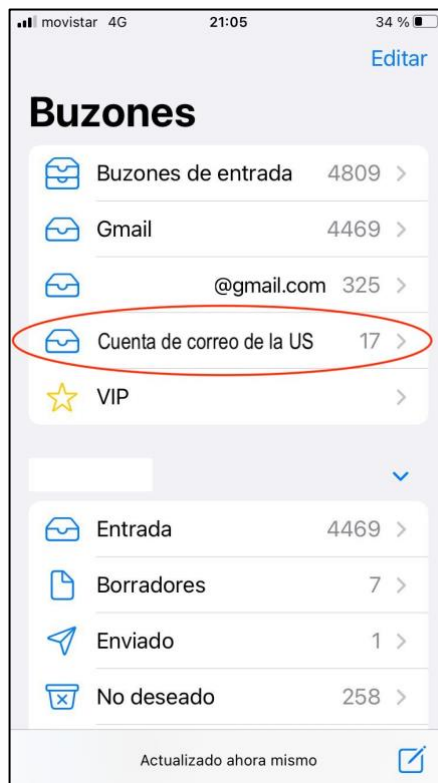 movistar 4G 21:05 34 %
Editar
Buzones
Buzones de entrada 4809
Gmail 4469
@gmail.com 325
Cuenta de correo de la US 17
VIP
Entrada 4469
Borradores 7
Enviado 1
No deseado 258
Actualizado ahora mismo